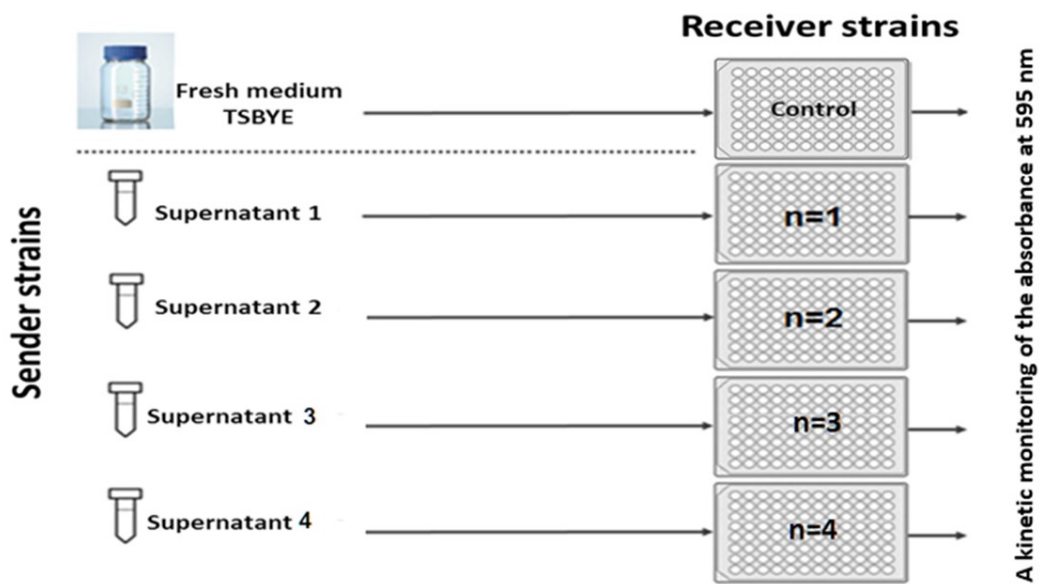 Receiver strains
Fresh medium
TSBYE
Control
Sender strains
Supernatant 1
n=1
Supernatant 2
n=2
Supernatant 3
n=3
Supernatant 4
n=4
A kinetic monitoring of the absorbance at 595 nm